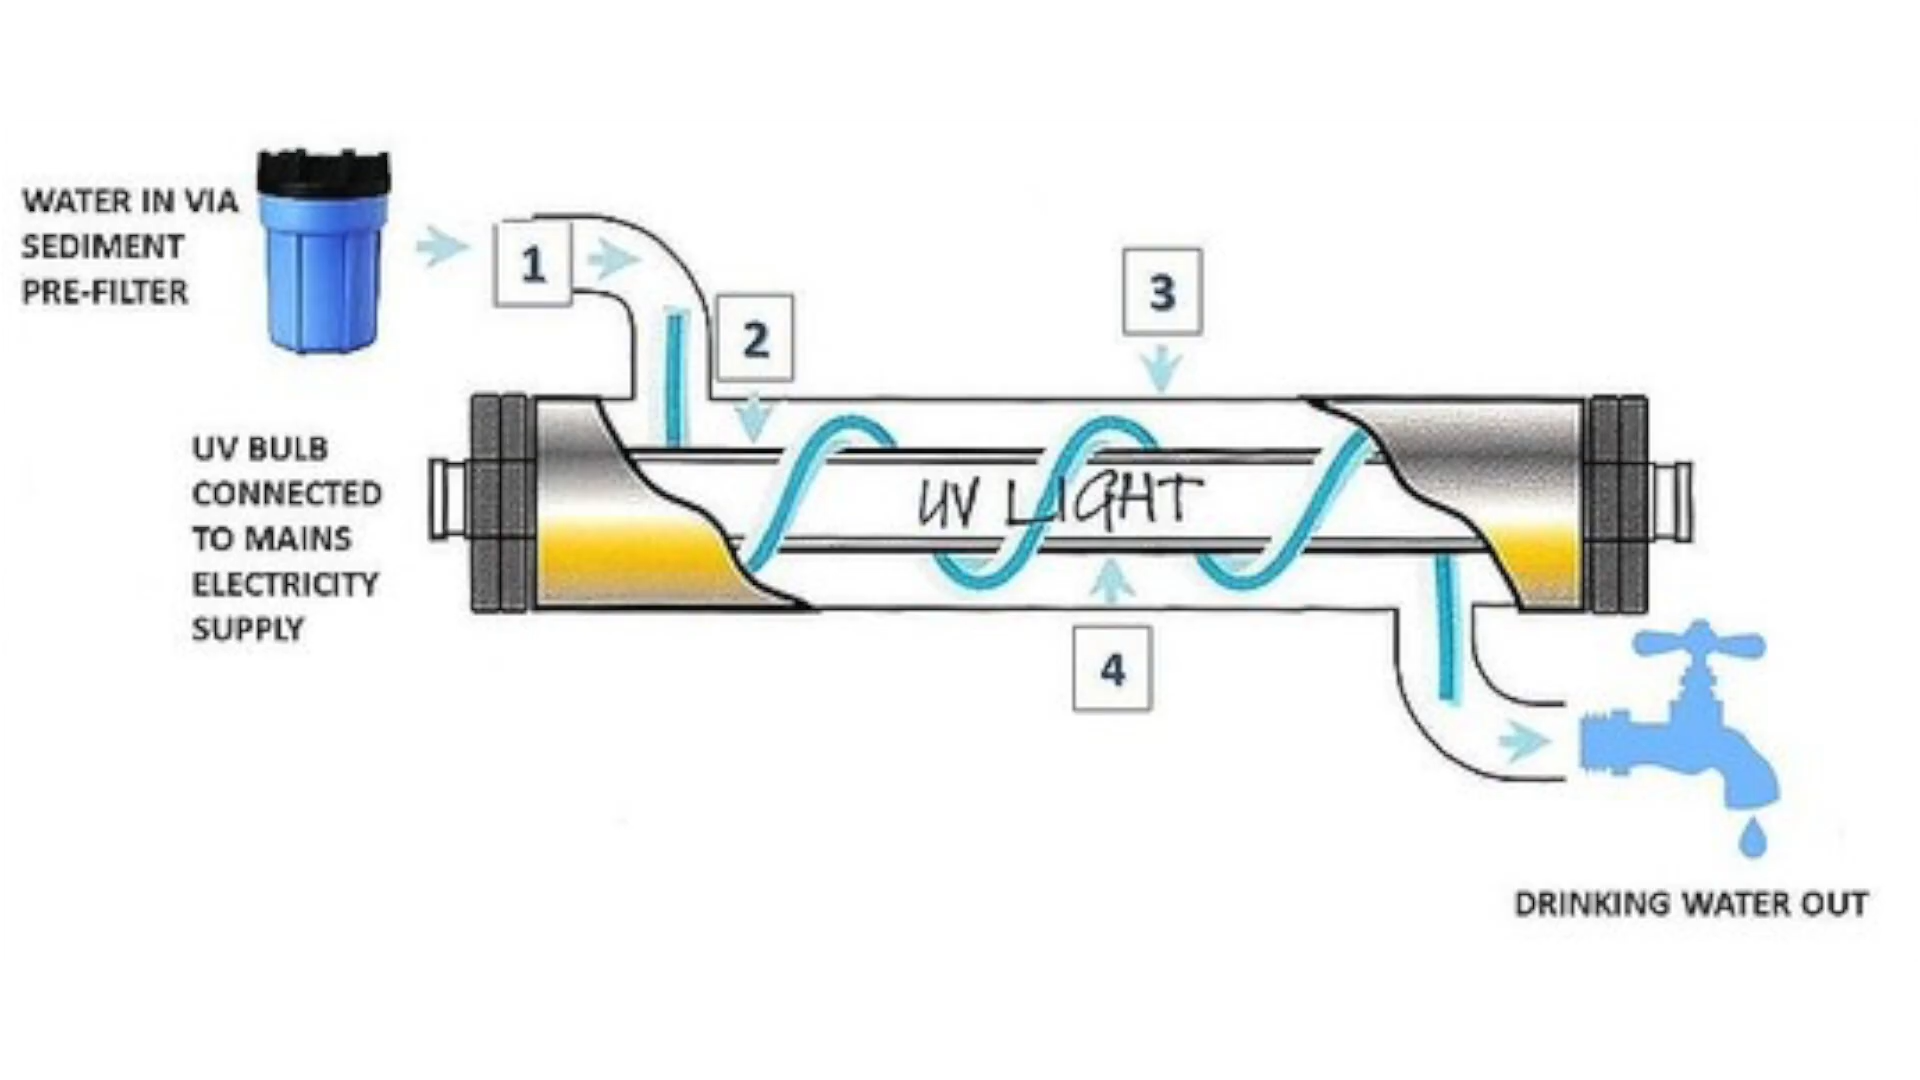 WATER IN VIA
SEDIMENT
PRE-FILTER
1
2
3
UV BULB
CONNECTED
TO MAINS
ELECTRICITY
SUPPLY
UV LIGHT
4
DRINKING WATER OUT